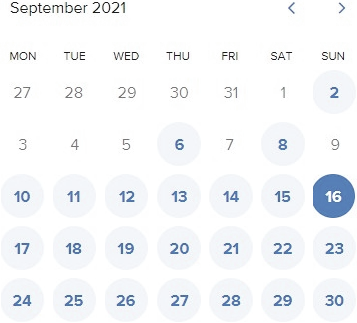 September 2021 < >
MON TUE WED THU FRI SAT SUN
27 28 29 30 31 1 2
3 4 5 6 7 8 9
10 11 12 13 14 15 16
17 18 19 20 21 22 23
24 25 26 27 28 29 30